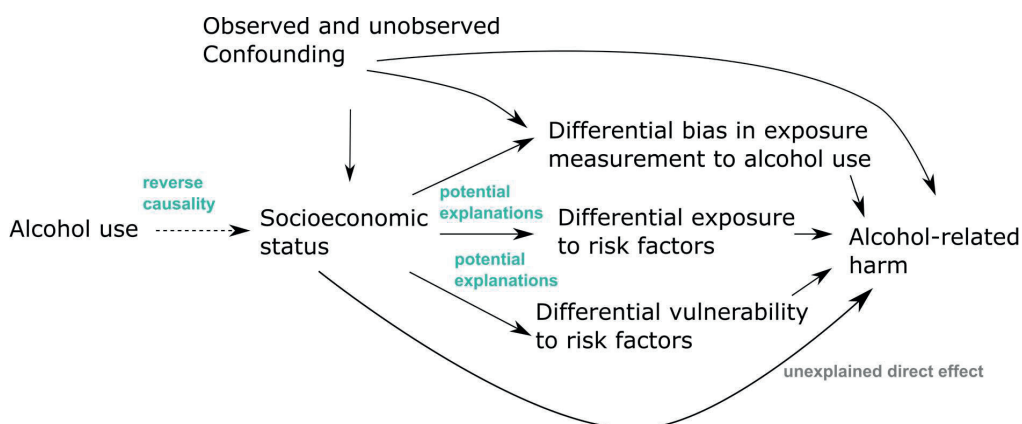 Observed and unobserved
Confounding
Differential bias in exposure
measurement to alcohol use
reverse
causality
potential
explanations
Alcohol use
Socioeconomic
status
Differential exposure
to risk factors
Alcohol-related
harm
potential
explanations
Differential vulnerability
to risk factors
unexplained direct effect